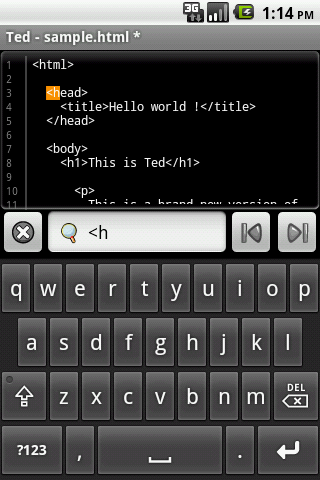 3G 1:14 PM
Ted - sample.html *
1 <html>
2
3 <head>
4 <title>Hello world !</title>
5 </head>
6
7 <body>
8 <h1>This is Ted</h1>
9
10 <p>
11 This is a brand new version of
<h
q w e r t y u i o p
a s d f g h j k l
z x c v b n m DEL
?123 , .